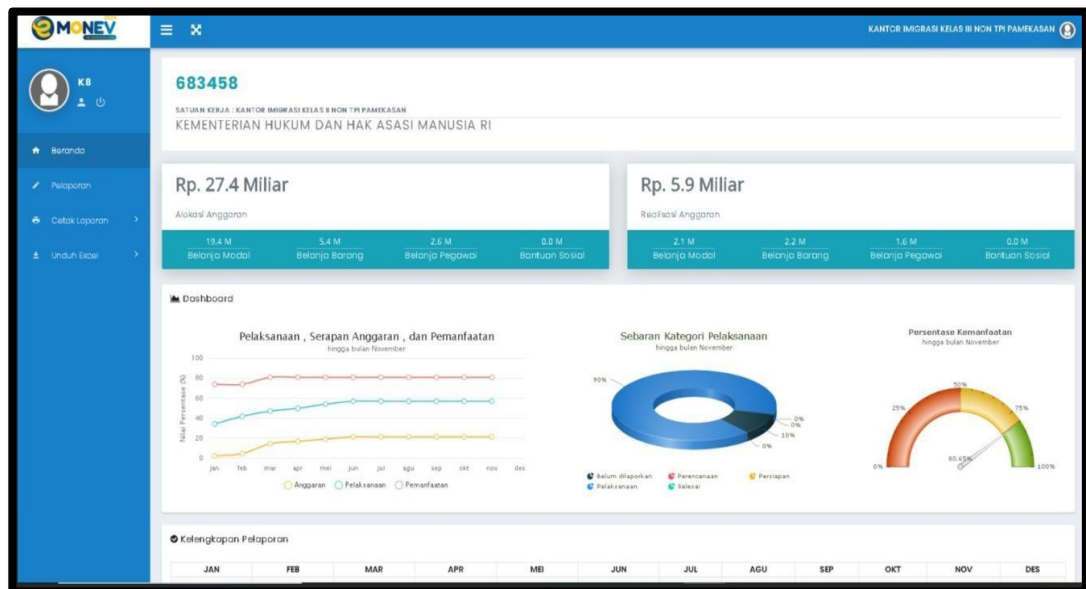 eMONEV
KANTOR IMIGRASI KELAS III NON TPI PAMEKASAN
K8
Beranda
Pelaporan
Cetak Laporan
Unduh Excel
683458
SATUAN KERJA : KANTOR IMIGRASI KELAS III NON TPI PAMEKASAN
KEMENTERIAN HUKUM DAN HAK ASASI MANUSIA RI
Rp. 27.4 Miliar
Alokasi Anggaran
19.4 M 5.4 M 2.6 M 0.0 M
Belanja Modal Belanja Barang Belanja Pegawai Bantuan Sosial
Rp. 5.9 Miliar
Realisasi Anggaran
2.1 M 2.2 M 1.6 M 0.0 M
Belanja Modal Belanja Barang Belanja Pegawai Bantuan Sosial
Dashboard
Pelaksanaan , Serapan Anggaran , dan Pemanfaatan
hingga bulan November
Nilai Persentase (%)
100
80
60
40
20
0
jan feb mar apr mei jun jul agu sep okt nov des
Anggaran Pelaksanaan Pemanfaatan
Sebaran Kategori Pelaksanaan
hingga bulan November
90%
0%
0%
10%
0%
0%
Belum dilaporkan Perencanaan Persiapan
Pelaksanaan Selesai
Persentase Kemanfaatan
hingga bulan November
50%
25% 75%
80.65%
0% 100%
Kelengkapan Pelaporan
JAN FEB MAR APR MEI JUN JUL AGU SEP OKT NOV DES